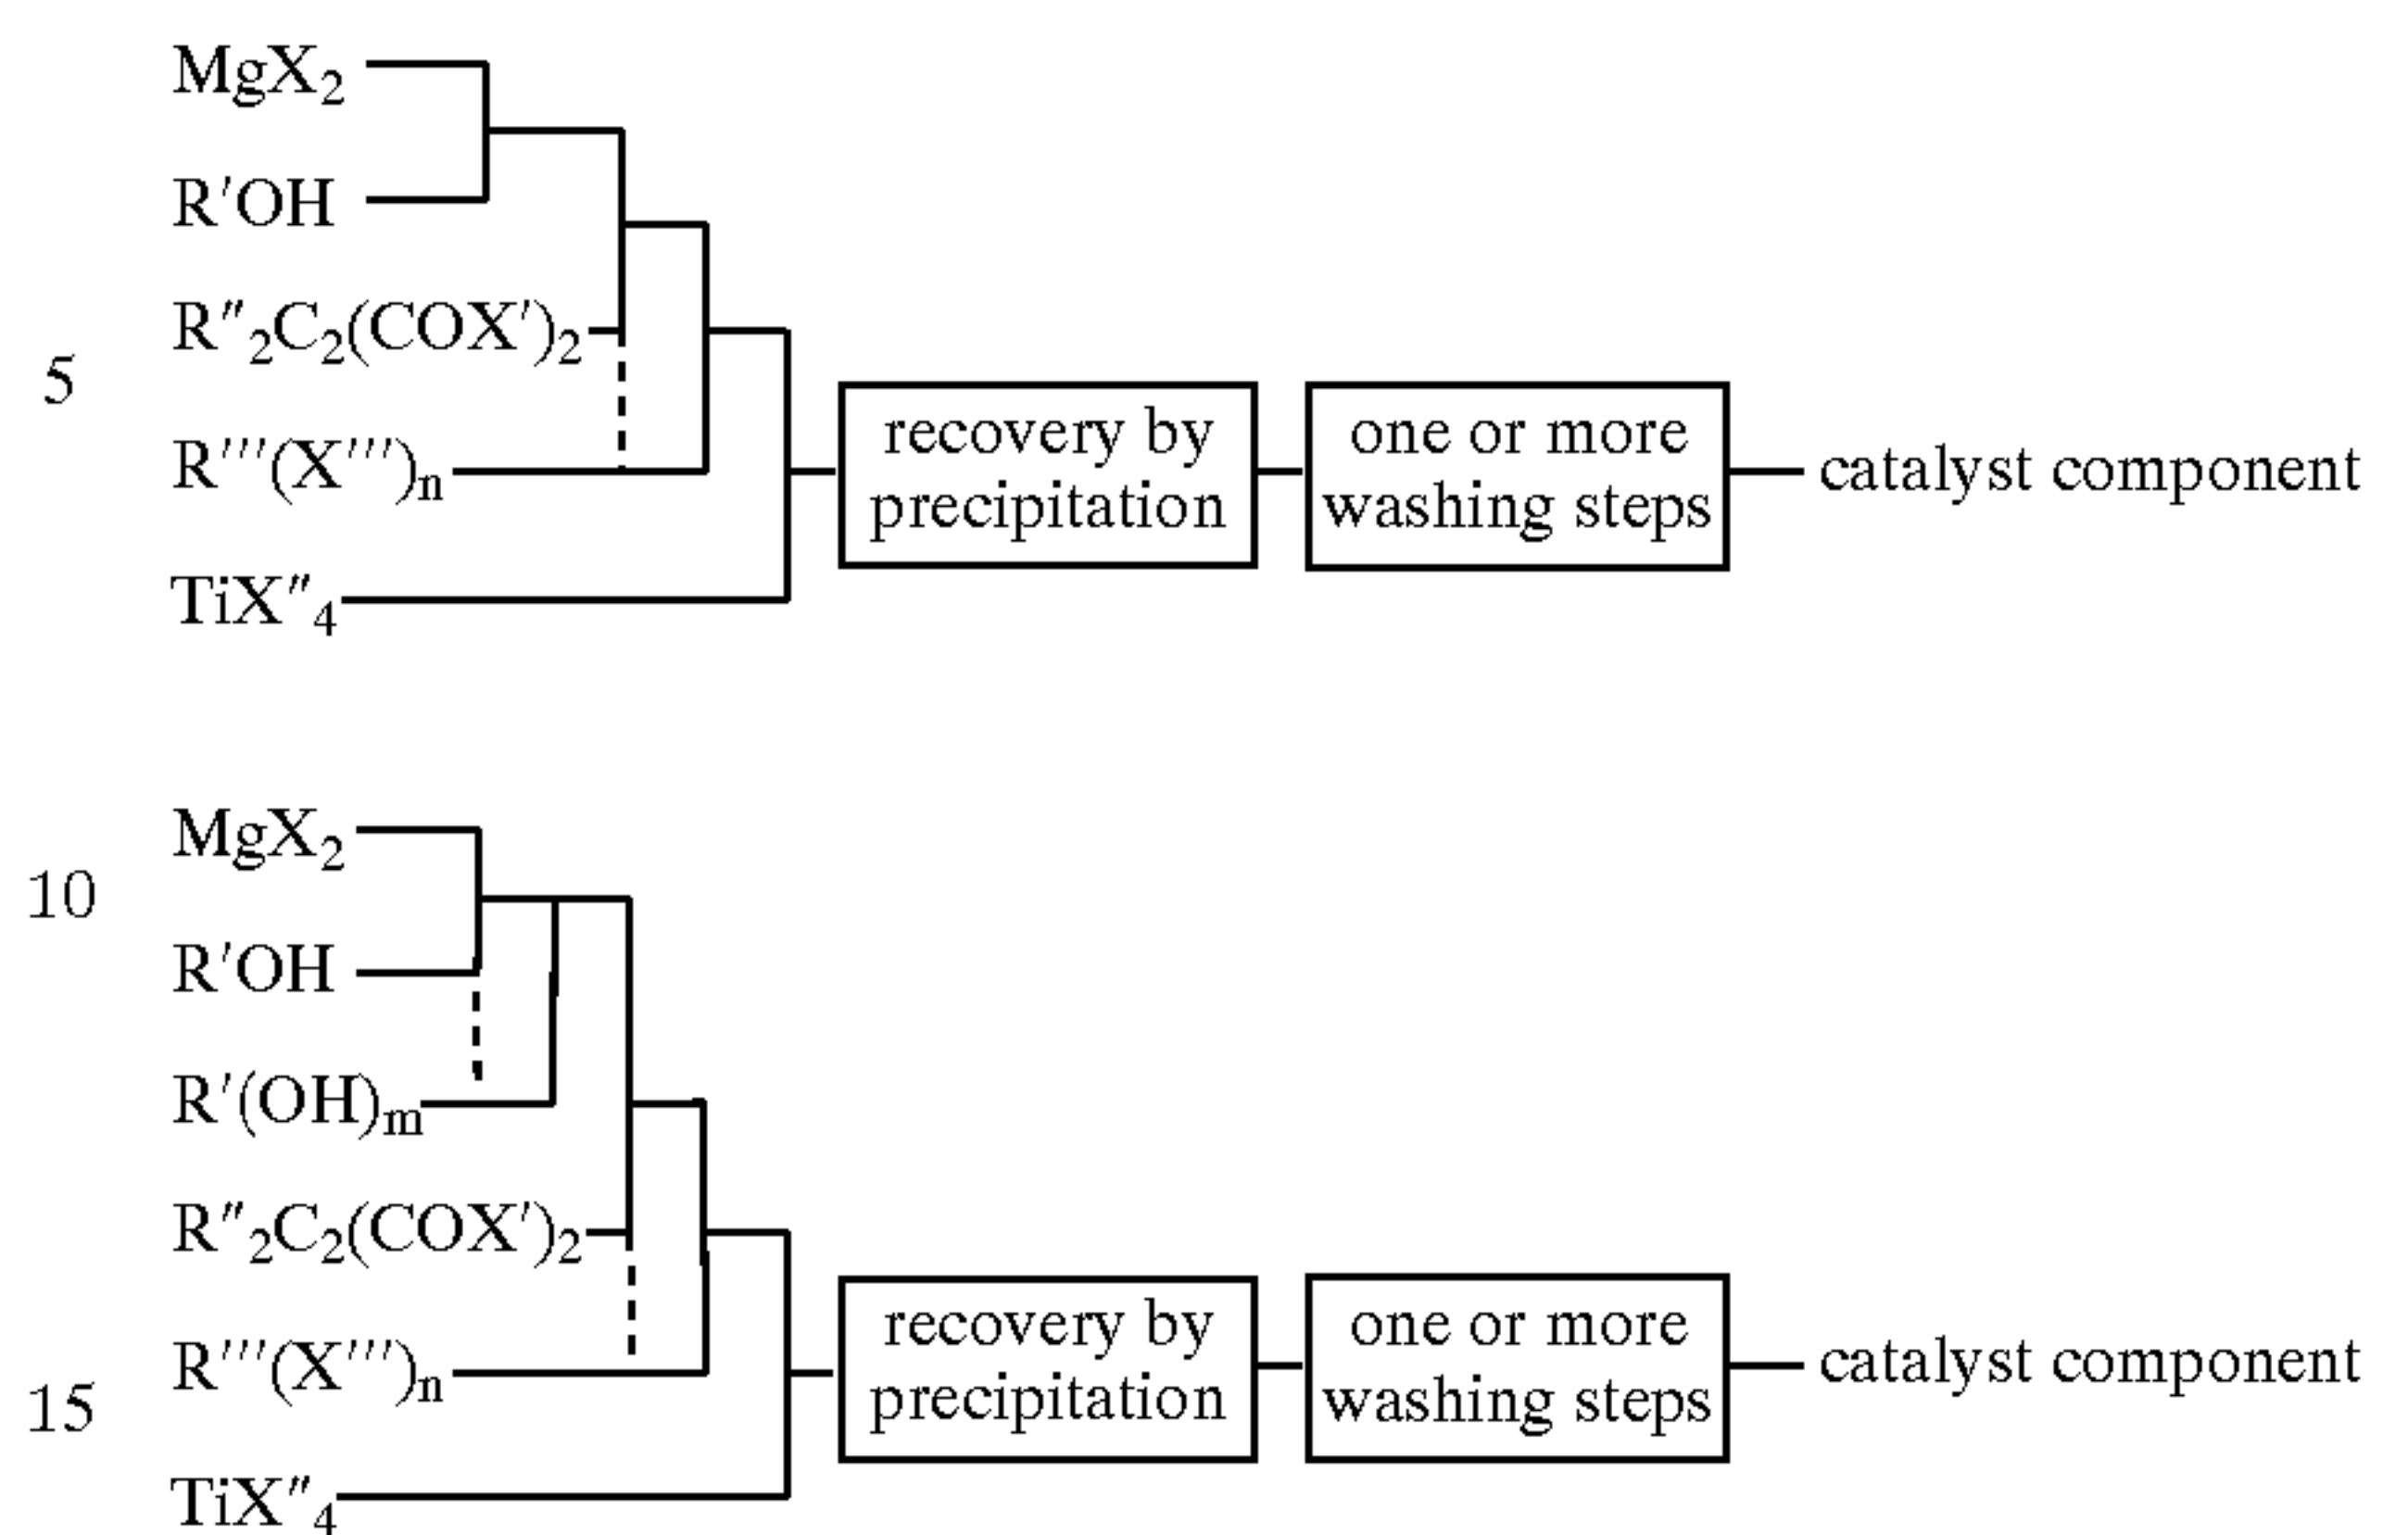 MgX₂
R′OH
R″₂C₂(COX′)₂
5
R′′′(X′′′)ₙ
recovery by
precipitation
one or more
washing steps
catalyst component
TiX″₄
MgX₂
10
R′OH
R′(OH)ₘ
R″₂C₂(COX′)₂
R′′′(X′′′)ₙ
recovery by
precipitation
one or more
washing steps
catalyst component
15
TiX″₄